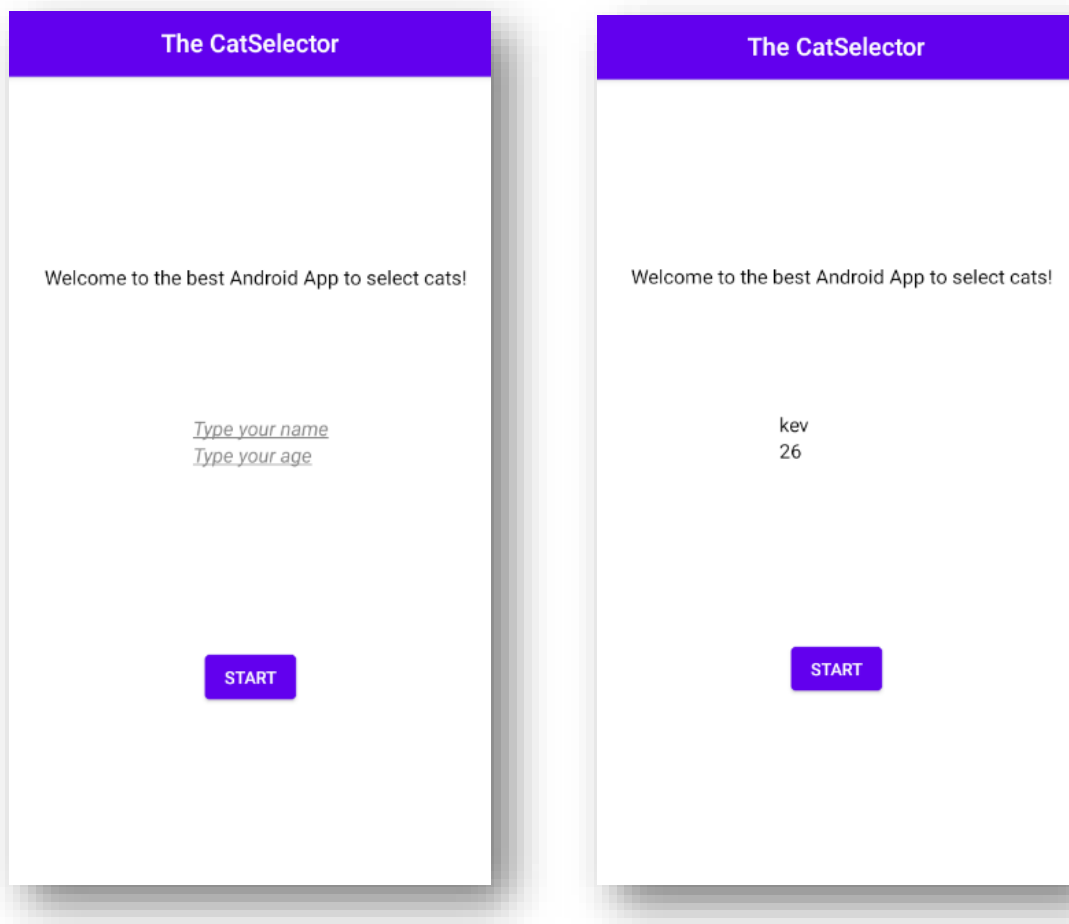 The CatSelector
Welcome to the best Android App to select cats!
Type your name
Type your age
START
The CatSelector
Welcome to the best Android App to select cats!
kev
26
START